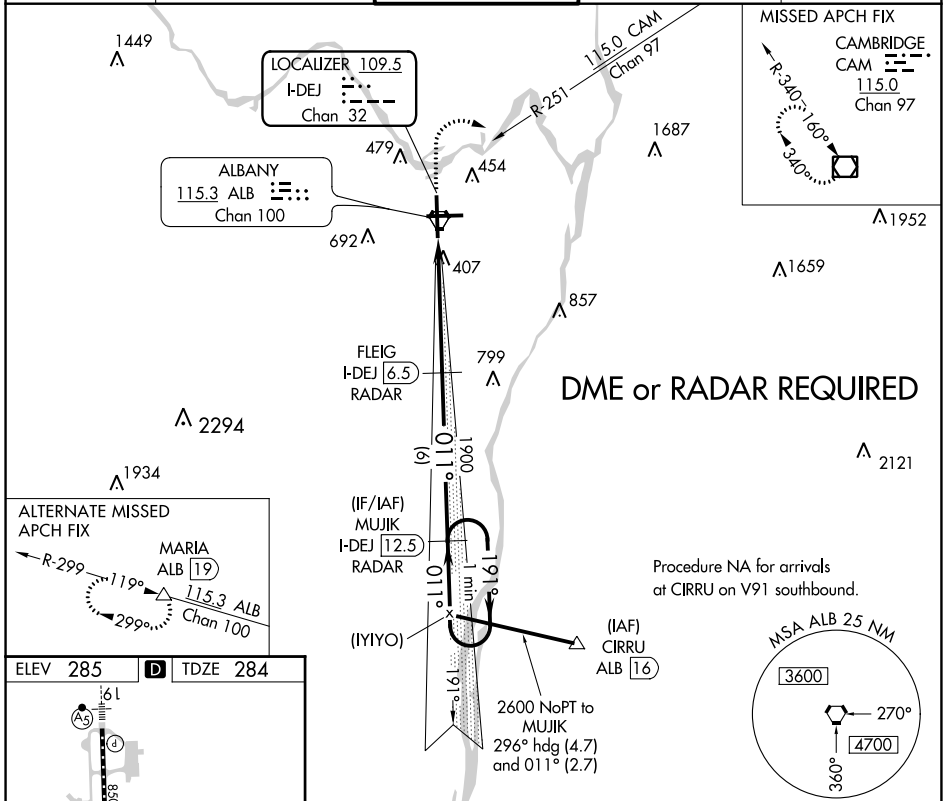 1449
LOCALIZER 109.5
I-DEJ
Chan 32
115.0 CAM
Chan 97
R-251
MISSED APCH FIX
CAMBRIDGE
CAM
115.0
Chan 97
R-340
160°
340°
479
454
1687
ALBANY
115.3 ALB
Chan 100
692
407
1952
1659
857
FLEIG
I-DEJ 6.5
RADAR
799
DME or RADAR REQUIRED
2294
011°
(6)
1900
1934
2121
ALTERNATE MISSED
APCH FIX
MARIA
ALB 19
R-299
119°
299°
115.3 ALB
Chan 100
(IF/IAF)
MUJIK
I-DEJ 12.5
RADAR
011°
1 min
191°
Procedure NA for arrivals
at CIRRU on V91 southbound.
(IYIYO)
x
(IAF)
CIRRU
ALB 16
191°
2600 NoPT to
MUJIK
296° hdg (4.7)
and 011° (2.7)
MSA ALB 25 NM
3600
270°
4700
360°
ELEV 285
D
TDZE 284
19
A5
P
850